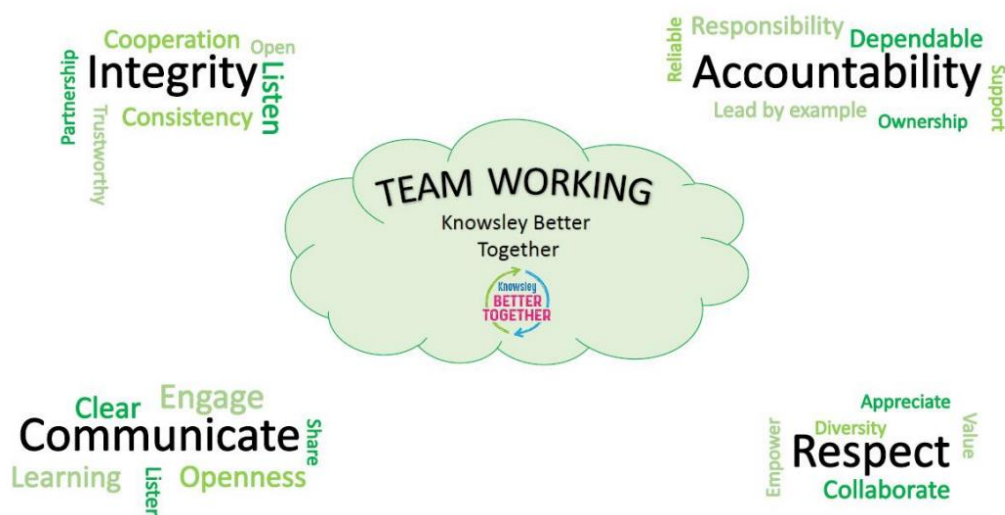 Cooperation
Open
Integrity
Listen
Partnership
Consistency
Trustworthy
Responsibility
Reliable
Dependable
Accountability
Support
Lead by example
Ownership
TEAM WORKING
Knowsley Better
Together
Knowsley
BETTER
TOGETHER
Engage
Clear
Communicate
Share
Learning
Listen
Openness
Appreciate
Diversity
Value
Empower
Respect
Collaborate